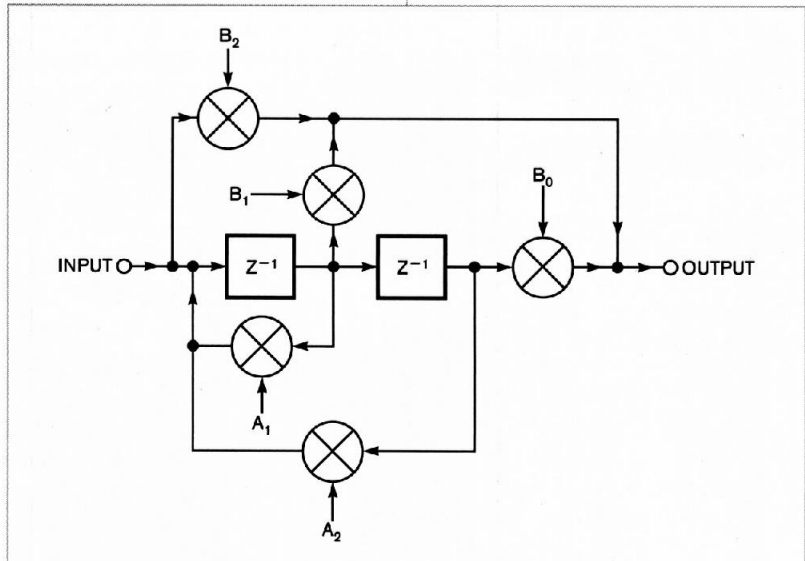 B₂
B₁
B₀
INPUT
Z⁻¹
Z⁻¹
OUTPUT
A₁
A₂